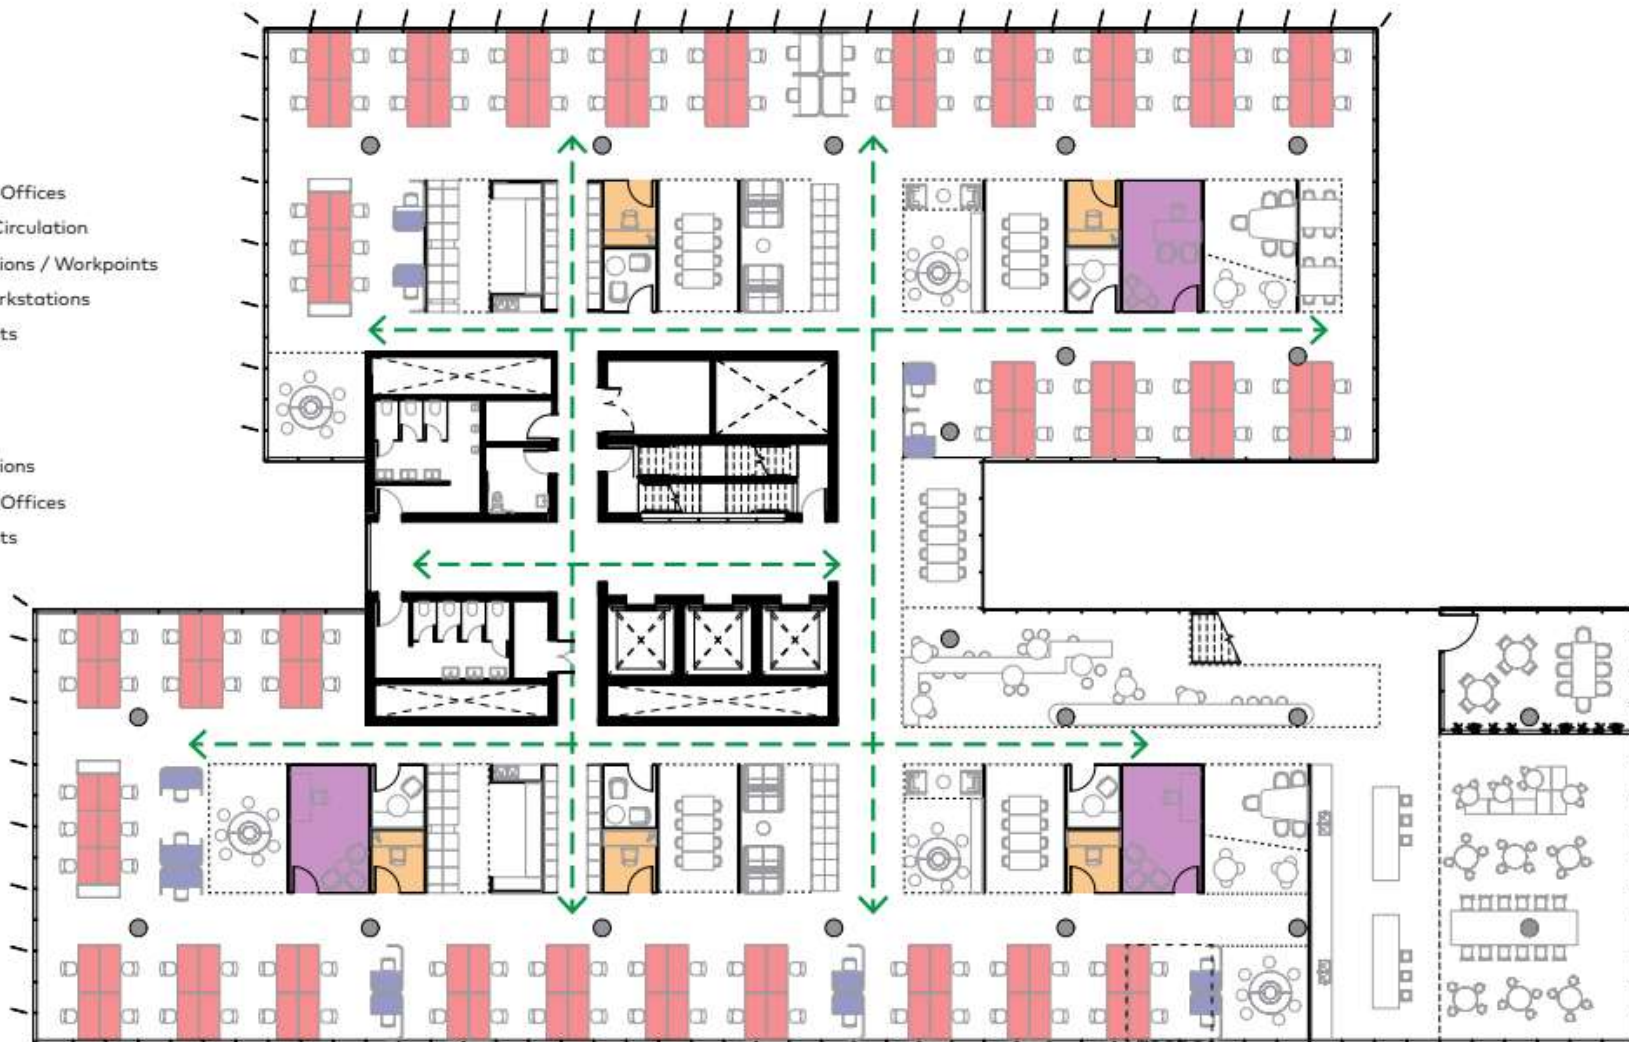 Offices
Circulation
ions / Workpoints
rkstations
ts
ions
Offices
ts